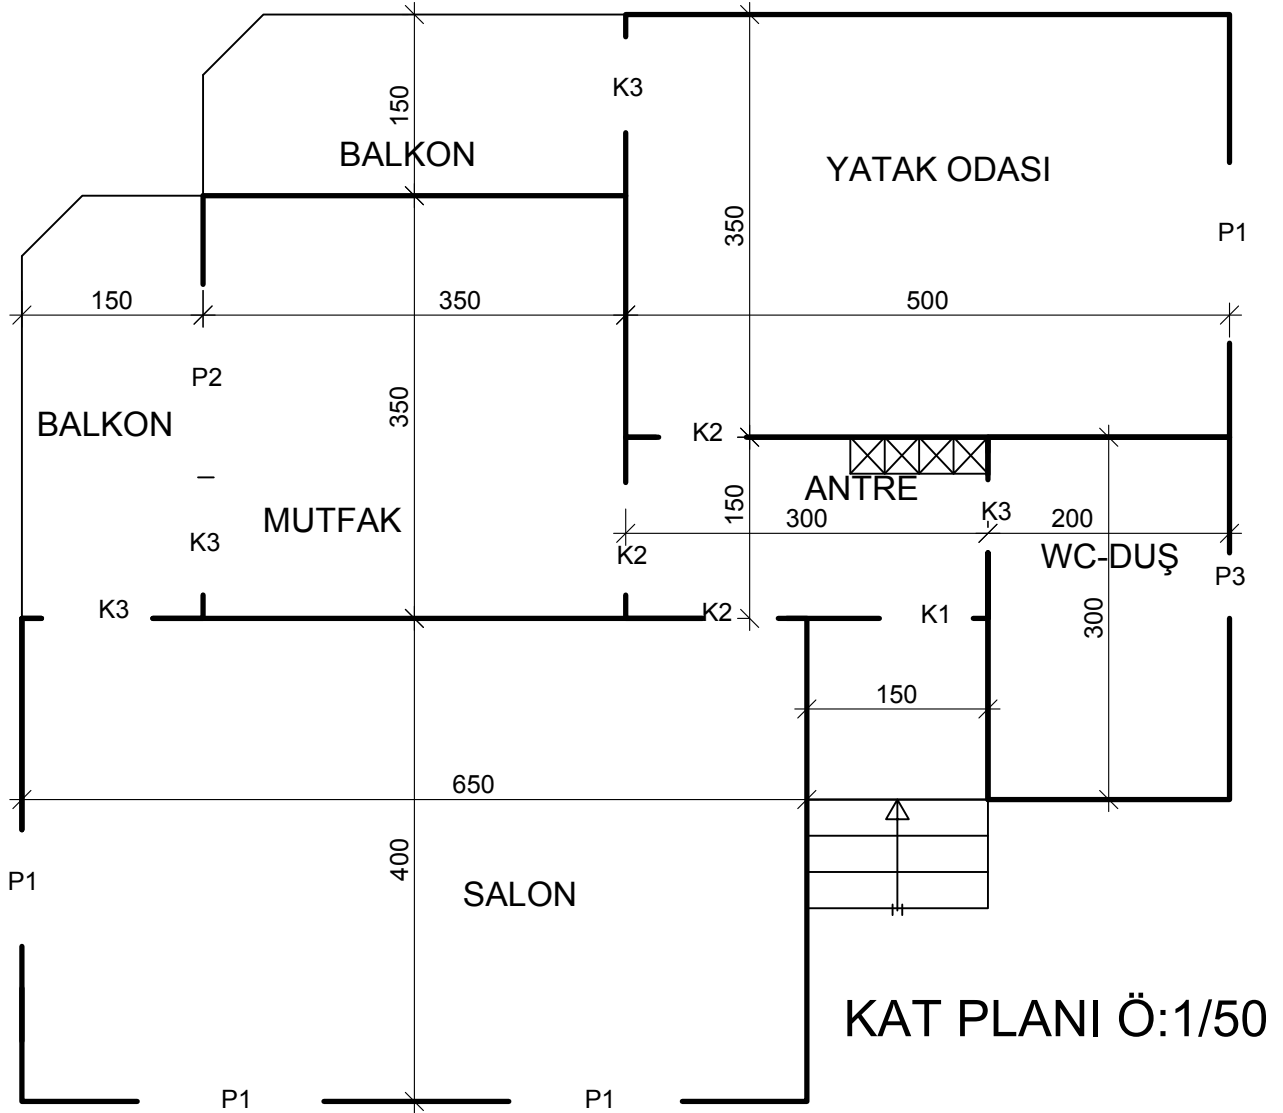 K3
150
BALKON
YATAK ODASI
350
P1
150
350
500
P2
350
BALKON
K2
ANTRE
150
300
K3
200
MUTFAK
K3
K2
WC-DUŞ
P3
K3
K2
K1
300
150
650
400
P1
SALON
KAT PLANI Ö:1/50
P1
P1